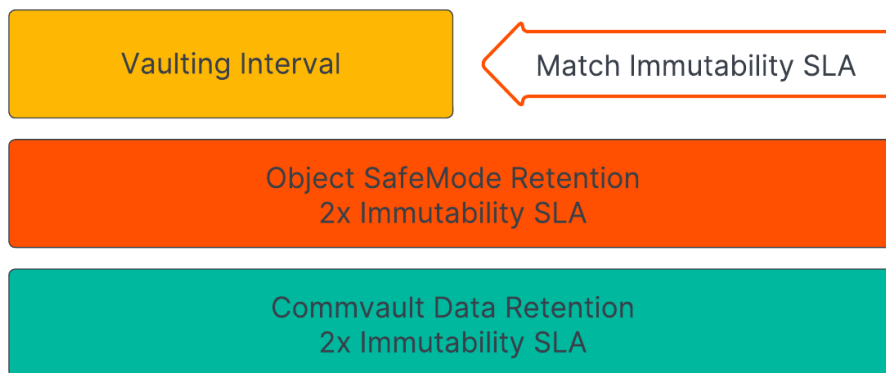 Vaulting Interval
Match Immutability SLA
Object SafeMode Retention
2x Immutability SLA
Commvault Data Retention
2x Immutability SLA